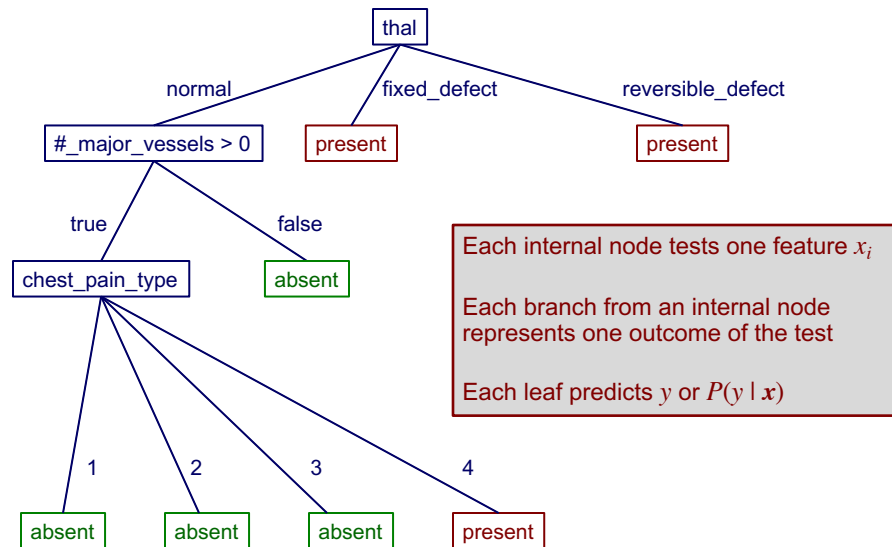 thal
normal
fixed_defect
reversible_defect
#_major_vessels > 0
present
present
true
false
chest_pain_type
absent
Each internal node tests one feature xᵢ
Each branch from an internal node
represents one outcome of the test
Each leaf predicts y or P(y | x)
1
2
3
4
absent
absent
absent
present